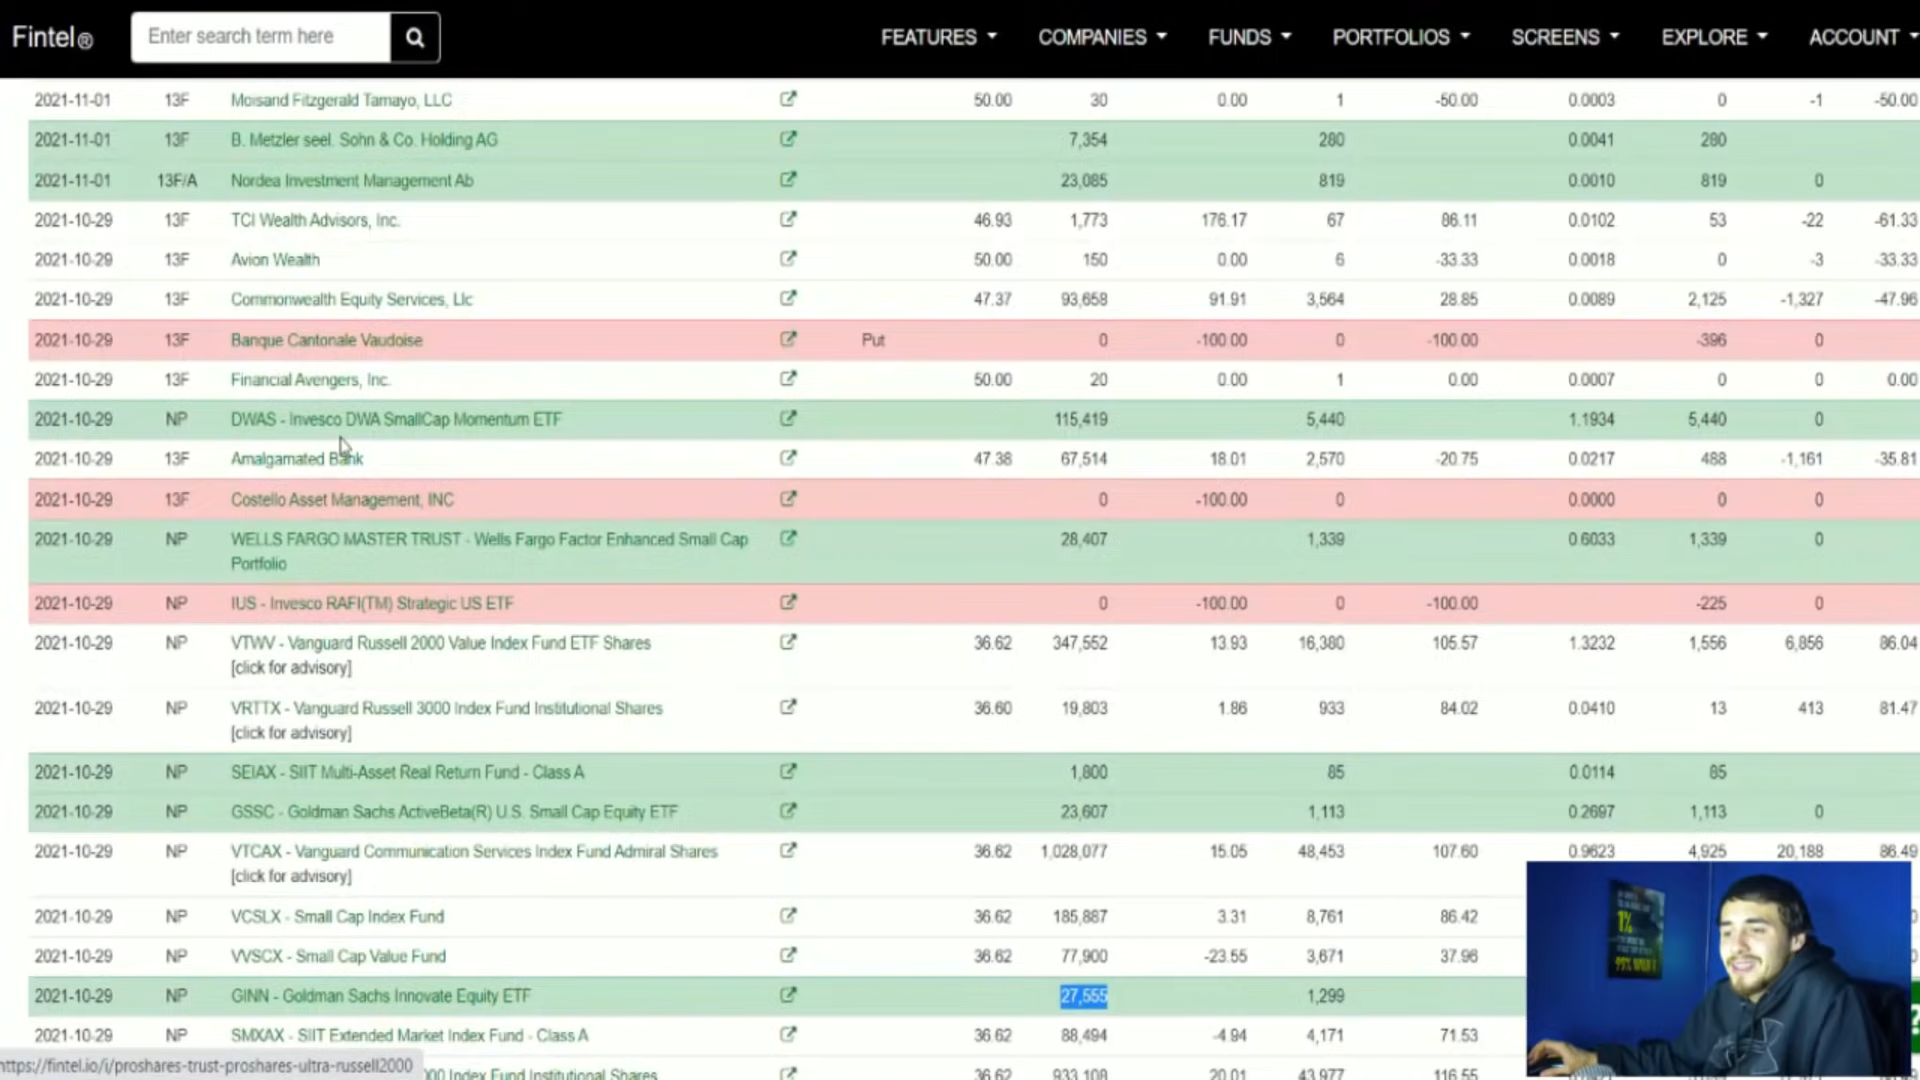 Fintel® Enter search term here FEATURES COMPANIES FUNDS PORTFOLIOS SCREENS EXPLORE ACCOUNT
2021-11-01 13F Moisand Fitzgerald Tamayo, LLC 50.00 30 0.00 1 -50.00 0.0003 0 -1 -50.00
2021-11-01 13F B. Metzler seel. Sohn & Co. Holding AG 7,354 280 0.0041 280
2021-11-01 13F/A Nordea Investment Management Ab 23,085 819 0.0010 819 0
2021-10-29 13F TCI Wealth Advisors, Inc. 46.93 1,773 176.17 67 86.11 0.0102 53 -22 -61.33
2021-10-29 13F Avion Wealth 50.00 150 0.00 6 -33.33 0.0018 0 -3 -33.33
2021-10-29 13F Commonwealth Equity Services, Llc 47.37 93,658 91.91 3,564 28.85 0.0089 2,125 -1,327 -47.96
2021-10-29 13F Banque Cantonale Vaudoise Put 0 -100.00 0 -100.00 -396 0
2021-10-29 13F Financial Avengers, Inc. 50.00 20 0.00 1 0.00 0.0007 0 0 0.00
2021-10-29 NP DWAS - Invesco DWA SmallCap Momentum ETF 115,419 5,440 1.1934 5,440 0
2021-10-29 13F Amalgamated Bank 47.38 67,514 18.01 2,570 -20.75 0.0217 488 -1,161 -35.81
2021-10-29 13F Costello Asset Management, INC 0 -100.00 0 0.0000 0 0
2021-10-29 NP WELLS FARGO MASTER TRUST - Wells Fargo Factor Enhanced Small Cap 28,407 1,339 0.6033 1,339 0
Portfolio
2021-10-29 NP IUS - Invesco RAFI(TM) Strategic US ETF 0 -100.00 0 -100.00 -225 0
2021-10-29 NP VTWV - Vanguard Russell 2000 Value Index Fund ETF Shares 36.62 347,552 13.93 16,380 105.57 1.3232 1,556 6,856 86.04
[click for advisory]
2021-10-29 NP VRTTX - Vanguard Russell 3000 Index Fund Institutional Shares 36.60 19,803 1.86 933 84.02 0.0410 13 413 81.47
[click for advisory]
2021-10-29 NP SEIAX - SIIT Multi-Asset Real Return Fund - Class A 1,800 85 0.0114 85
2021-10-29 NP GSSC - Goldman Sachs ActiveBeta(R) U.S. Small Cap Equity ETF 23,607 1,113 0.2697 1,113 0
2021-10-29 NP VTCAX - Vanguard Communication Services Index Fund Admiral Shares 36.62 1,028,077 15.05 48,453 107.60 0.9623 4,925 20,188 86.49
[click for advisory]
2021-10-29 NP VCSLX - Small Cap Index Fund 36.62 185,887 3.31 8,761 86.42
2021-10-29 NP VVSCX - Small Cap Value Fund 36.62 77,900 -23.55 3,671 37.96
2021-10-29 NP GINN - Goldman Sachs Innovate Equity ETF 27,555 1,299
2021-10-29 NP SMXAX - SIIT Extended Market Index Fund - Class A 36.62 88,494 -4.94 4,171 71.53
https://fintel.io/i/proshares-trust-proshares-ultra-russell2000
000 Index Fund Institutional Shares 36.62 933,108 20.01 43,977 116.55
1%